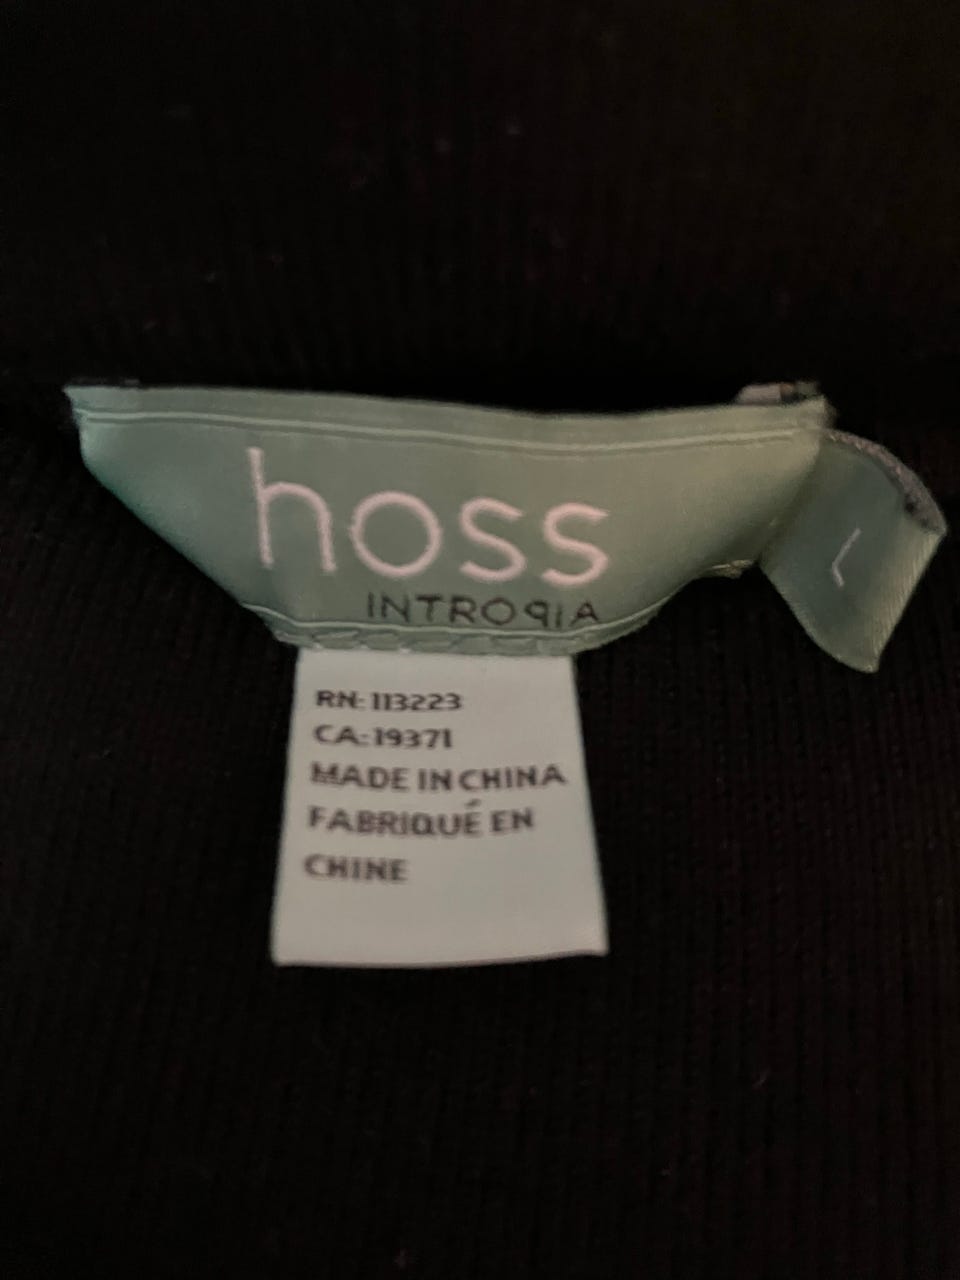 hoss
INTROPIA
L
RN: 113223
CA: 19371
MADE IN CHINA
FABRIQUÉ EN
CHINE